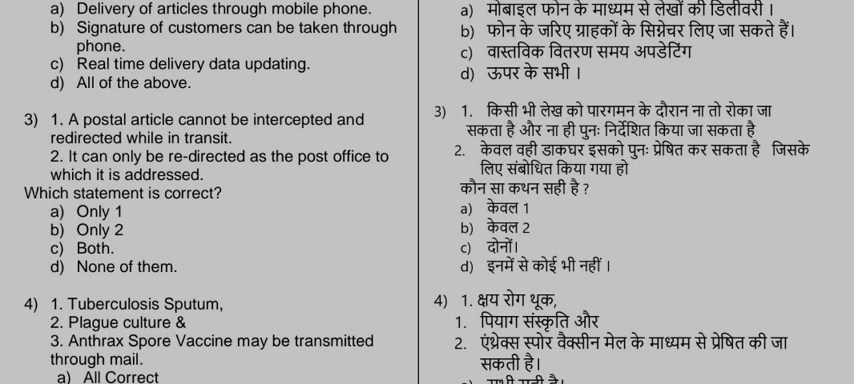 a) Delivery of articles through mobile phone.
b) Signature of customers can be taken through
phone.
c) Real time delivery data updating.
d) All of the above.
3) 1. A postal article cannot be intercepted and
redirected while in transit.
2. It can only be re-directed as the post office to
which it is addressed.
Which statement is correct?
a) Only 1
b) Only 2
c) Both.
d) None of them.
4) 1. Tuberculosis Sputum,
2. Plague culture &
3. Anthrax Spore Vaccine may be transmitted
through mail.
a) All Correct
a) मोबाइल फोन के माध्यम से लेखों की डिलीवरी ।
b) फोन के जरिए ग्राहकों के सिग्नेचर लिए जा सकते हैं।
c) वास्तविक वितरण समय अपडेटिंग
d) ऊपर के सभी ।
3) 1. किसी भी लेख को पारगमन के दौरान ना तो रोका जा
सकता है और ना ही पुनः निर्देशित किया जा सकता है
2. केवल वही डाकघर इसको पुनः प्रेषित कर सकता है जिसके
लिए संबोधित किया गया हो
कौन सा कथन सही है ?
a) केवल 1
b) केवल 2
c) दोनों।
d) इनमें से कोई भी नहीं ।
4) 1. क्षय रोग थूक,
1. पियाग संस्कृति और
2. एंथ्रेक्स स्पोर वैक्सीन मेल के माध्यम से प्रेषित की जा
सकती है।